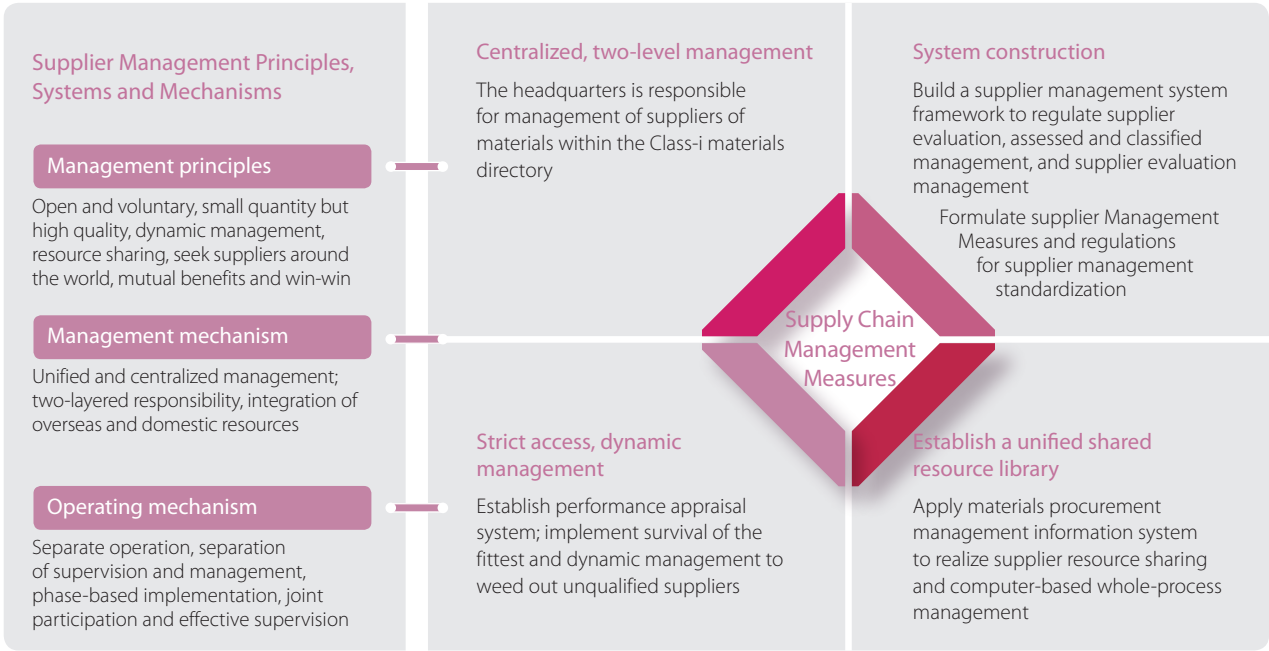 Supplier Management Principles,
Systems and Mechanisms
Management principles
Open and voluntary, small quantity but
high quality, dynamic management,
resource sharing, seek suppliers around
the world, mutual benefits and win-win
Management mechanism
Unified and centralized management;
two-layered responsibility, integration of
overseas and domestic resources
Operating mechanism
Separate operation, separation
of supervision and management,
phase-based implementation, joint
participation and effective supervision
Centralized, two-level management
The headquarters is responsible
for management of suppliers of
materials within the Class-i materials
directory
System construction
Build a supplier management system
framework to regulate supplier
evaluation, assessed and classified
management, and supplier evaluation
management
Formulate supplier Management
Measures and regulations
for supplier management
standardization
Supply Chain
Management
Measures
Strict access, dynamic
management
Establish performance appraisal
system; implement survival of the
fittest and dynamic management to
weed out unqualified suppliers
Establish a unified shared
resource library
Apply materials procurement
management information system
to realize supplier resource sharing
and computer-based whole-process
management